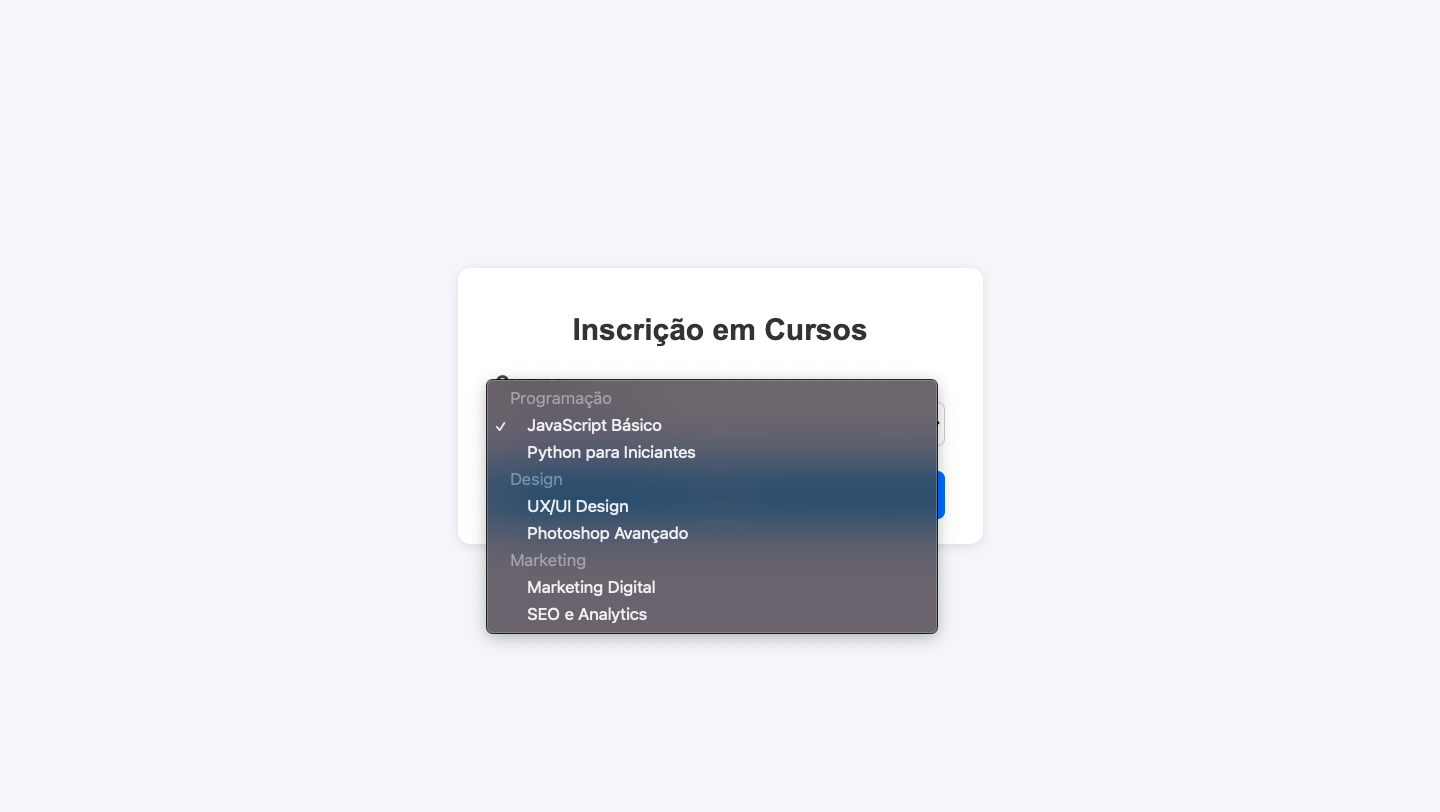 Inscrição em Cursos
Programação
✓ JavaScript Básico
Python para Iniciantes
Design
UX/UI Design
Photoshop Avançado
Marketing
Marketing Digital
SEO e Analytics